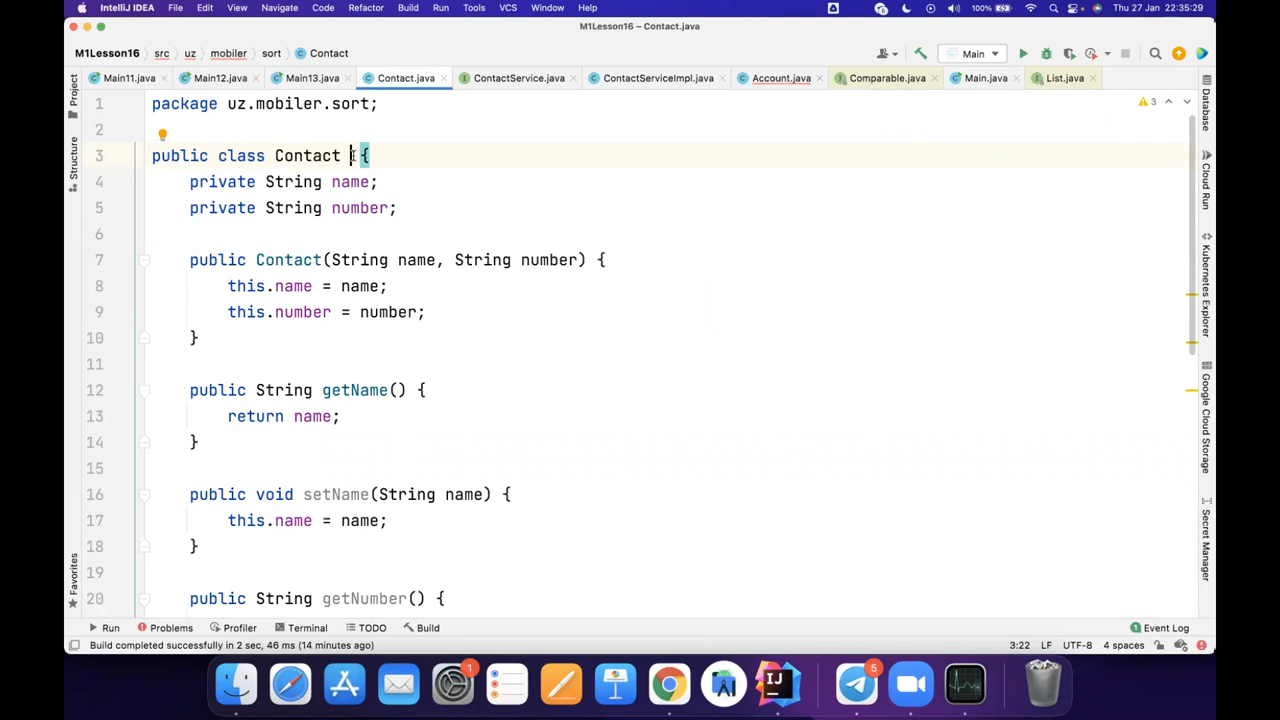 IntelliJ IDEA File Edit View Navigate Code Refactor Build Run Tools VCS Window Help 100% Thu 27 Jan 22:35:29
M1Lesson16 – Contact.java
M1Lesson16 src uz mobiler sort Contact Main
Main11.java Main12.java Main13.java Contact.java ContactService.java ContactServiceImpl.java Account.java Comparable.java Main.java List.java
Project
Structure
Favorites
1 package uz.mobiler.sort;
2
3 public class Contact {
4 private String name;
5 private String number;
6
7 public Contact(String name, String number) {
8 this.name = name;
9 this.number = number;
10 }
11
12 public String getName() {
13 return name;
14 }
15
16 public void setName(String name) {
17 this.name = name;
18 }
19
20 public String getNumber() {
3
Database
Cloud Run
Kubernetes Explorer
Google Cloud Storage
Secret Manager
Run Problems Profiler Terminal TODO Build 1 Event Log
Build completed successfully in 2 sec, 46 ms (14 minutes ago) 3:22 LF UTF-8 4 spaces
1 5